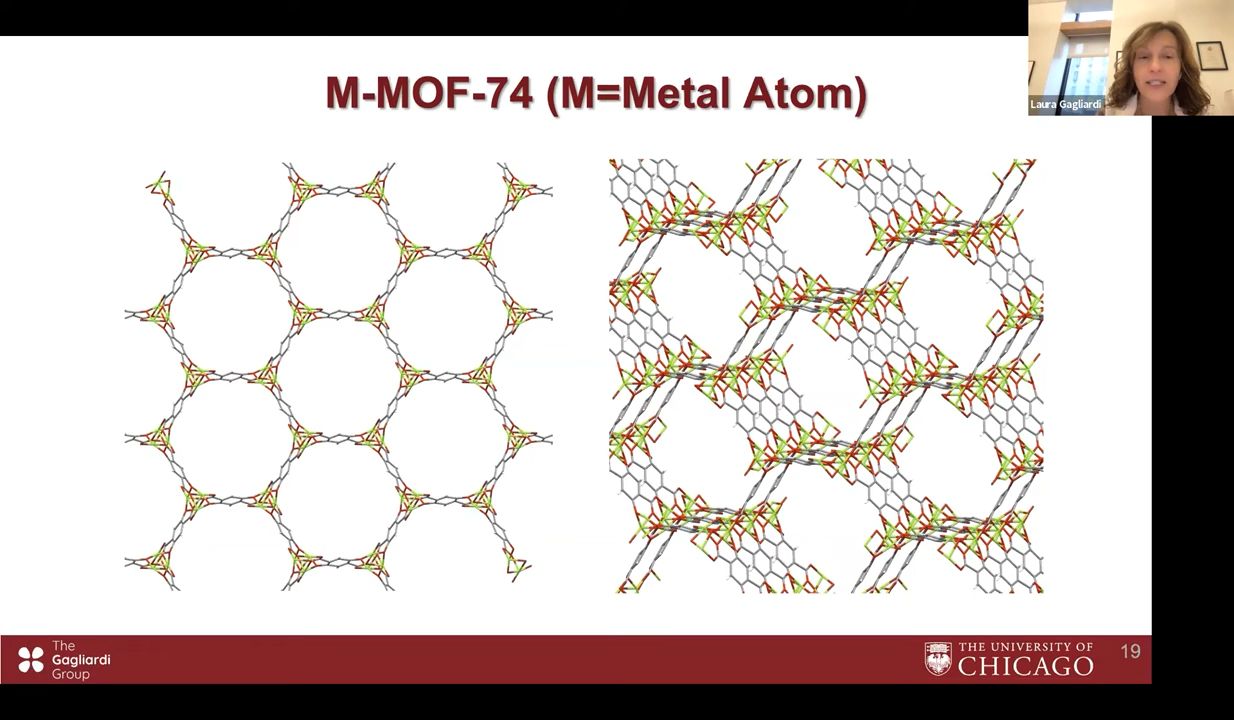 M-MOF-74 (M=Metal Atom)
Laura Gagliardi
The
Gagliardi
Group
THE UNIVERSITY OF
CHICAGO
19